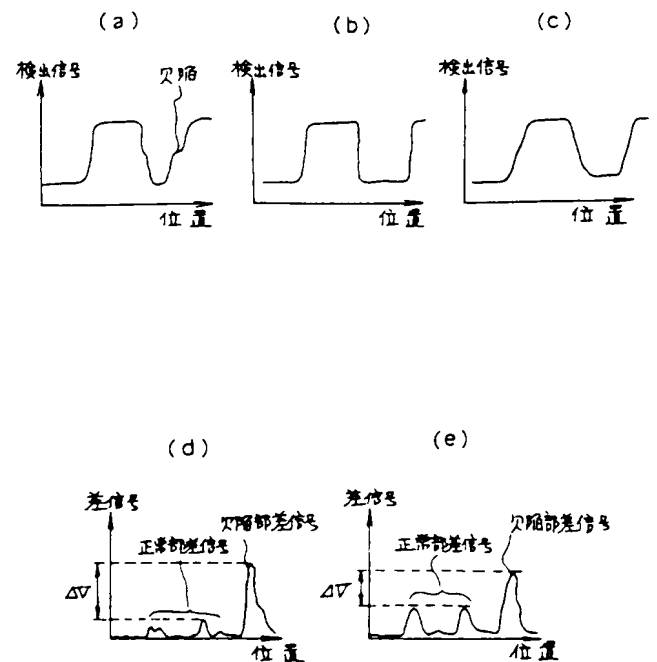 (a)
(b)
(c)
検出信号
欠陥
検出信号
検出信号
位置
位置
位置
(d)
(e)
差信号
欠陥部差信号
正常部差信号
ΔV
位置
差信号
欠陥部差信号
正常部差信号
ΔV
位置